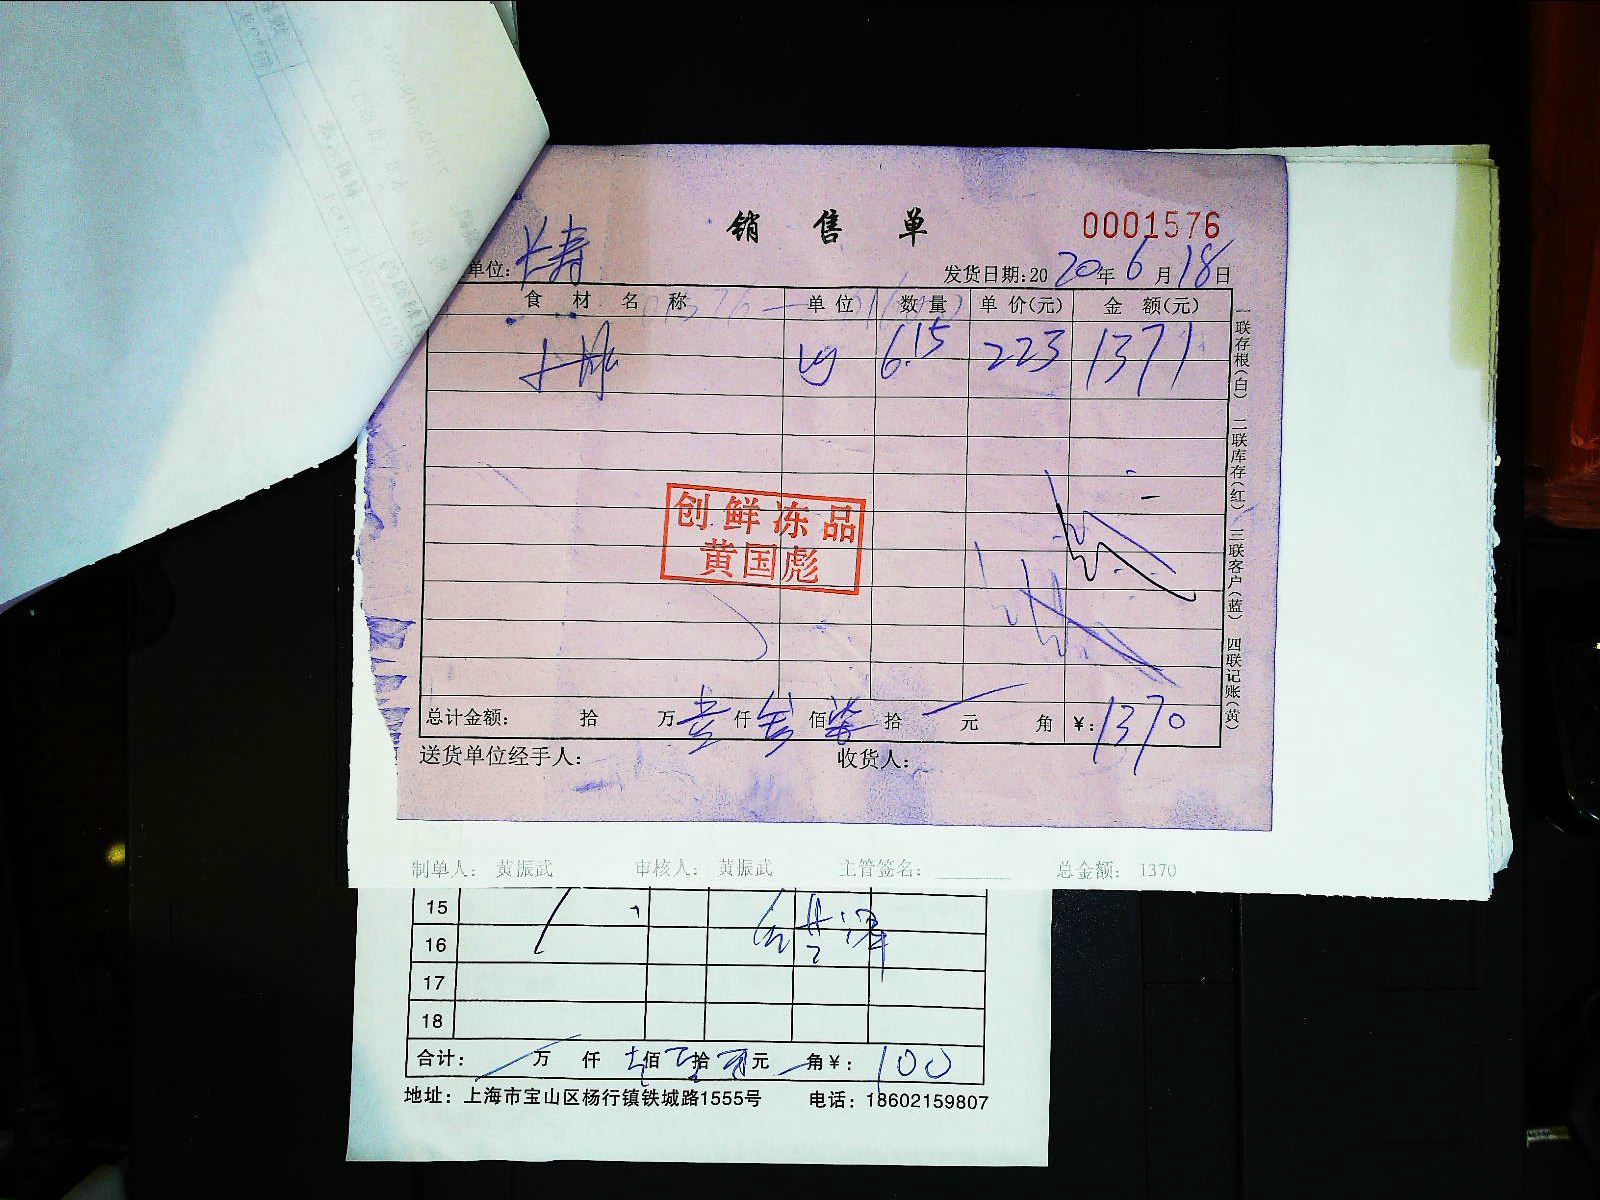 销 售 单
0001576
单位: 长寿
发货日期:2020年6月18日
食 材 名 称 单 位 数 量 单 价(元) 金 额(元)
6.15 223 1371
一联存根(白) 二联库存(红) 三联客户(蓝) 四联记账(黄)
创鲜冻品
黄国彪
总计金额: 拾 万 壹 仟 叁 佰 柒 拾 元 角 ¥:1370
送货单位经手人: 收货人:
制单人: 黄振武 审核人: 黄振武 主管签名: 总金额: 1370
15
16
17
18
合计: 万 仟 佰 拾 元 角 ¥: 100
地址: 上海市宝山区杨行镇铁城路1555号 电话: 18602159807